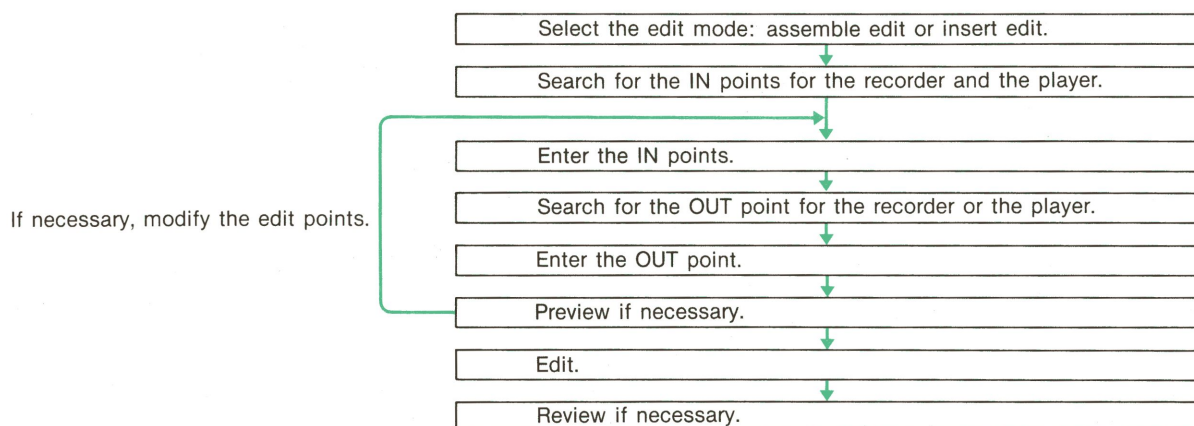 Select the edit mode: assemble edit or insert edit.
Search for the IN points for the recorder and the player.
Enter the IN points.
Search for the OUT point for the recorder or the player.
If necessary, modify the edit points.
Enter the OUT point.
Preview if necessary.
Edit.
Review if necessary.